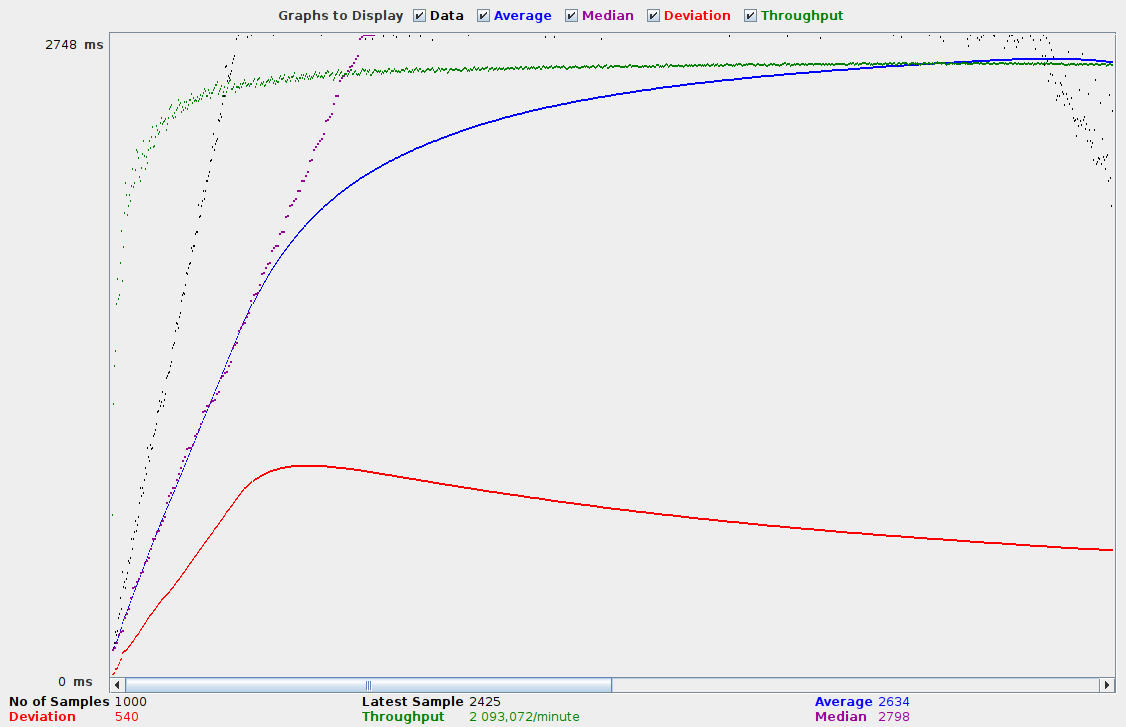 Graphs to Display Data Average Median Deviation Throughput
2748 ms
0 ms
No of Samples 1000 Latest Sample 2425 Average 2634
Deviation 540 Throughput 2 093,072/minute Median 2798